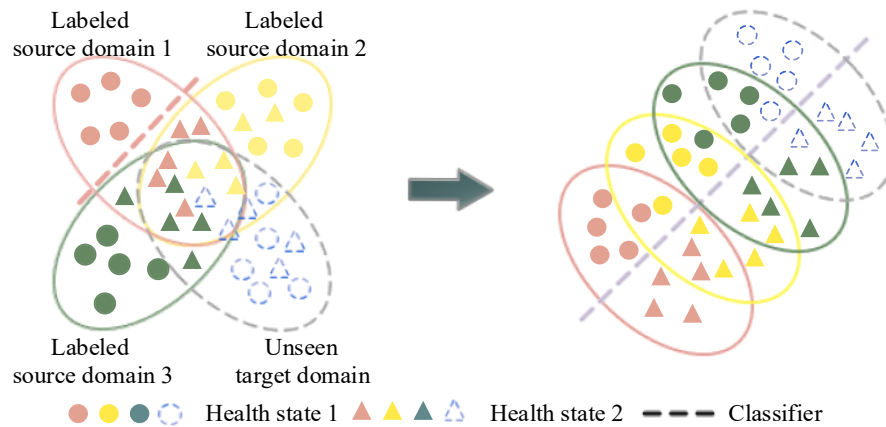 Labeled
source domain 1
Labeled
source domain 2
Labeled
source domain 3
Unseen
target domain
Health state 1
Health state 2
Classifier